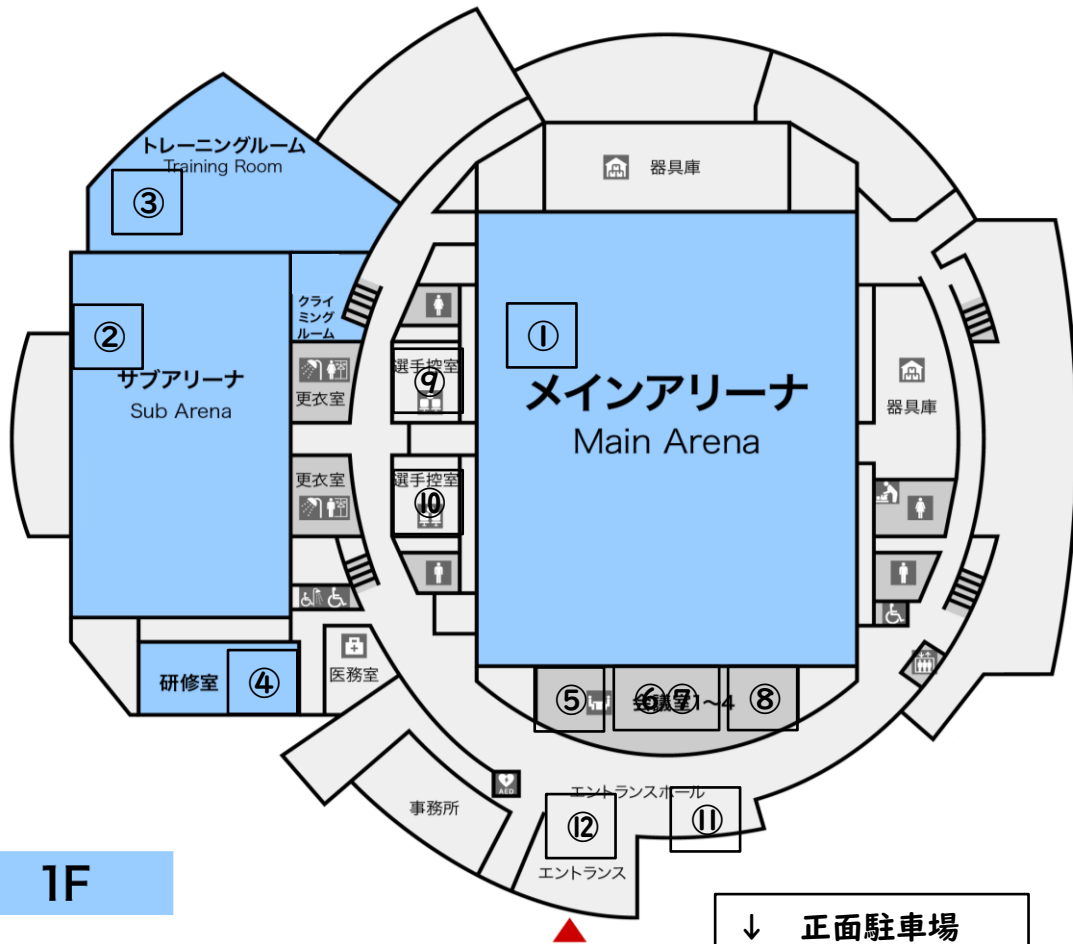 器具庫
トレーニングルーム
Training Room
③
クライ
ミング
ルーム
②
サブアリーナ
Sub Arena
更衣室
更衣室
選手控室
⑨
選手控室
⑩
①
メインアリーナ
Main Arena
器具庫
研修室
④
医務室
⑤
会議室1~4
⑥⑦
⑧
AED
エントランスホール
事務所
⑫
⑪
エントランス
1F
↓ 正面駐車場